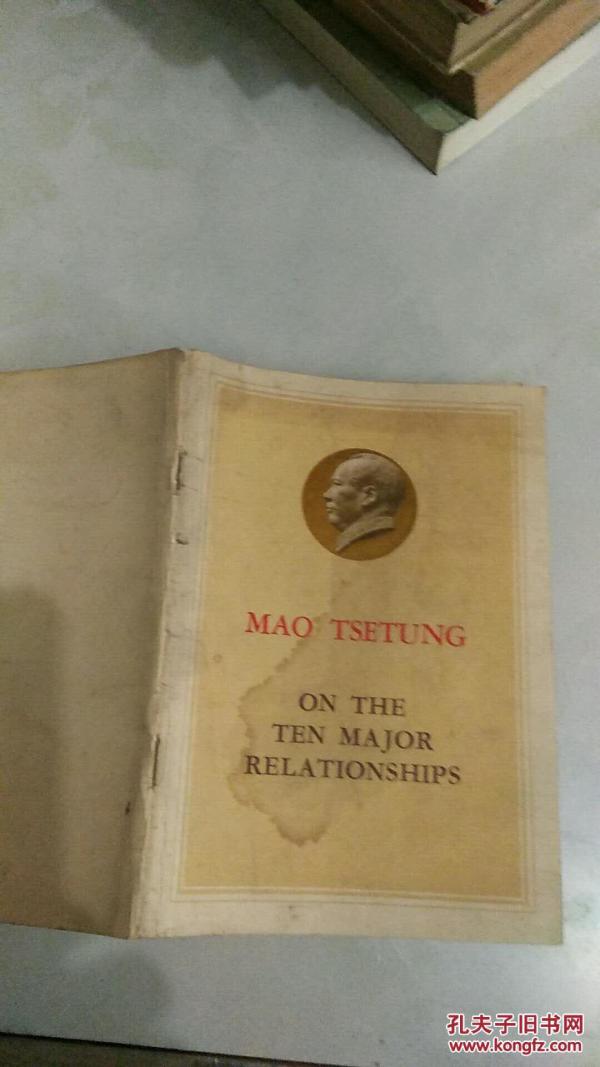 MAO TSETUNG
ON THE
TEN MAJOR
RELATIONSHIPS
孔夫子旧书网
www.kongfz.com